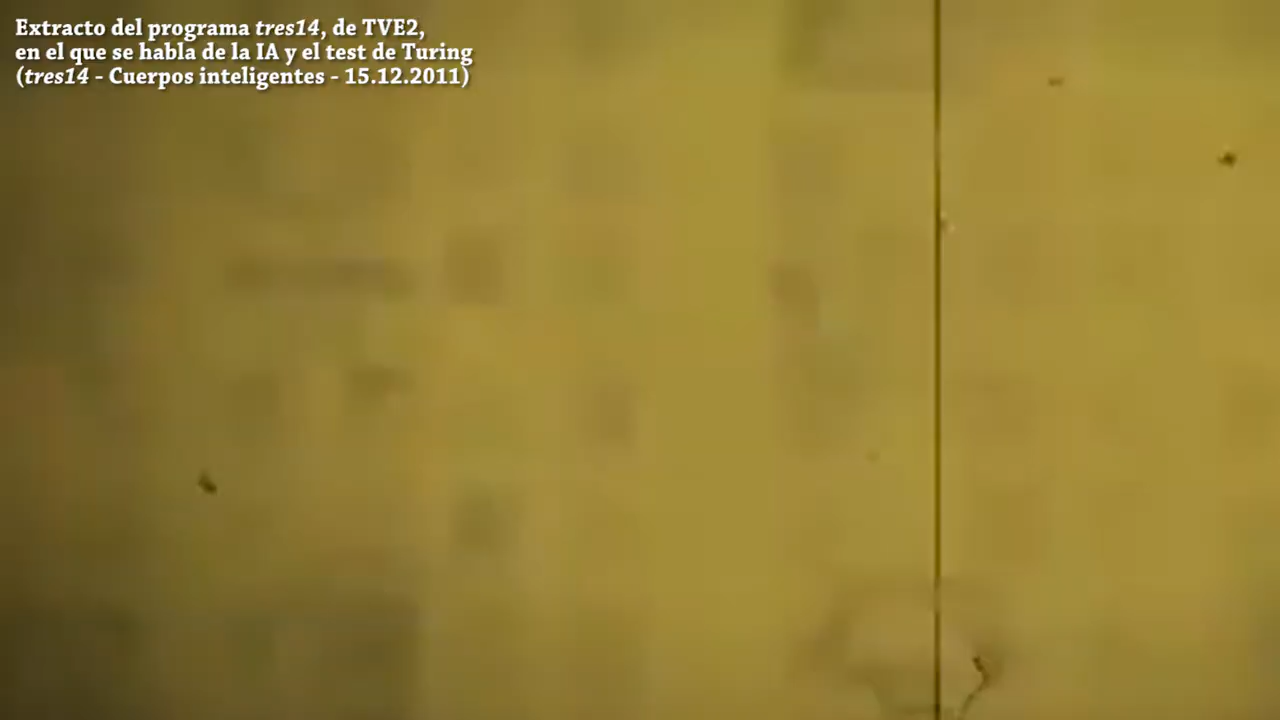 Extracto del programa tres14, de TVE2,
en el que se habla de la IA y el test de Turing
(tres14 - Cuerpos inteligentes - 15.12.2011)